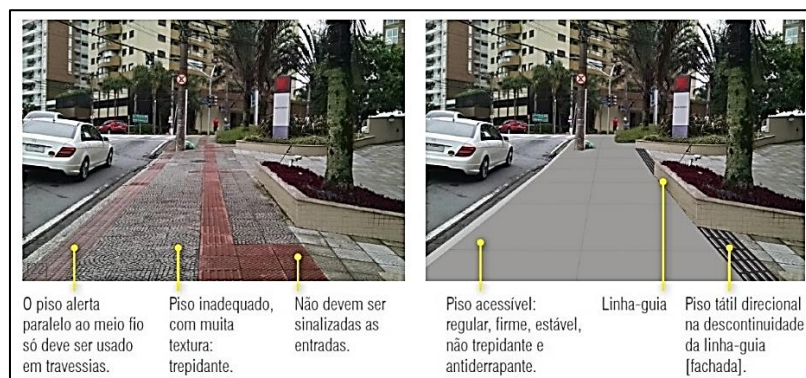 O piso alerta
paralelo ao meio fio
só deve ser usado
em travessias.
Piso inadequado,
com muita
textura:
trepidante.
Não devem ser
sinalizadas as
entradas.
Piso acessível:
regular, firme, estável,
não trepidante e
antiderrapante.
Linha-guia
Piso tátil direcional
na descontinuidade
da linha-guia
[fachada].